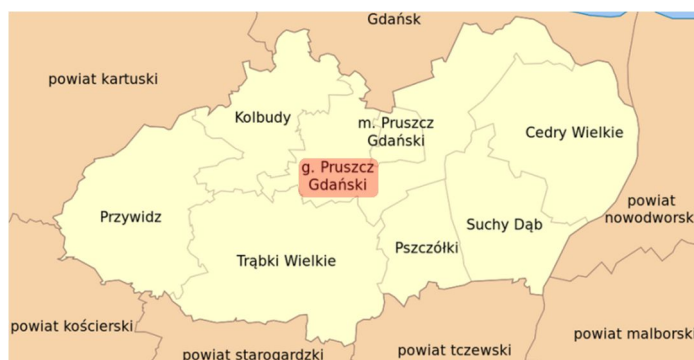 Gdańsk
powiat kartuski
Kolbudy
m. Pruszcz
Gdański
Cedry Wielkie
g. Pruszcz
Gdański
powiat
nowodworsk
Przywidz
Suchy Dąb
Pszczółki
Trąbki Wielkie
powiat kościerski
powiat malborski
powiat tczewski
powiat starogardzki